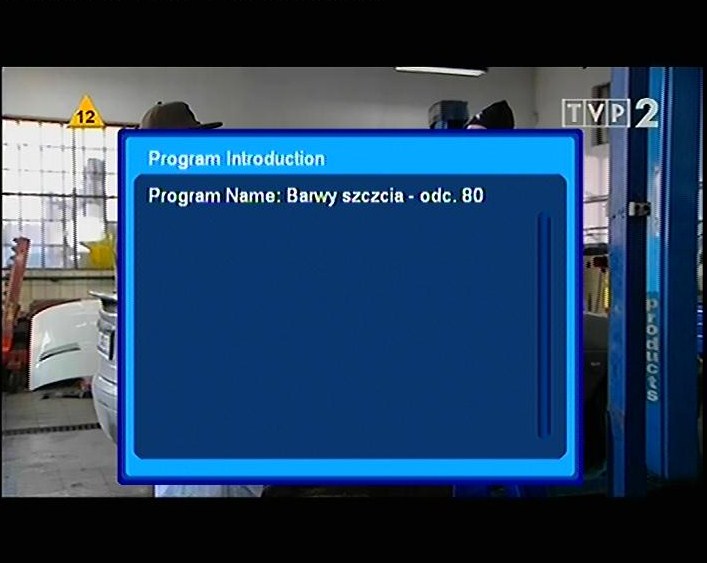 12
TVP2
Program Introduction
Program Name: Barwy szczcia - odc. 80
products